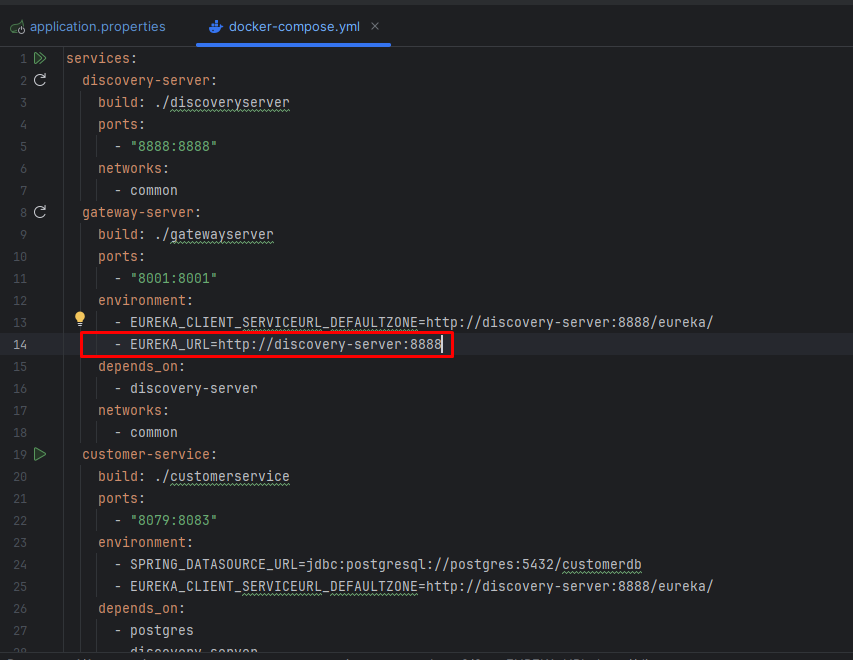 application.properties
docker-compose.yml
1 services:
2 discovery-server:
3 build: ./discoveryserver
4 ports:
5 - "8888:8888"
6 networks:
7 - common
8 gateway-server:
9 build: ./gatewayserver
10 ports:
11 - "8001:8001"
12 environment:
13 - EUREKA_CLIENT_SERVICEURL_DEFAULTZONE=http://discovery-server:8888/eureka/
14 - EUREKA_URL=http://discovery-server:8888
15 depends_on:
16 - discovery-server
17 networks:
18 - common
19 customer-service:
20 build: ./customerservice
21 ports:
22 - "8079:8083"
23 environment:
24 - SPRING_DATASOURCE_URL=jdbc:postgresql://postgres:5432/customerdb
25 - EUREKA_CLIENT_SERVICEURL_DEFAULTZONE=http://discovery-server:8888/eureka/
26 depends_on:
27 - postgres
28 - discovery-server